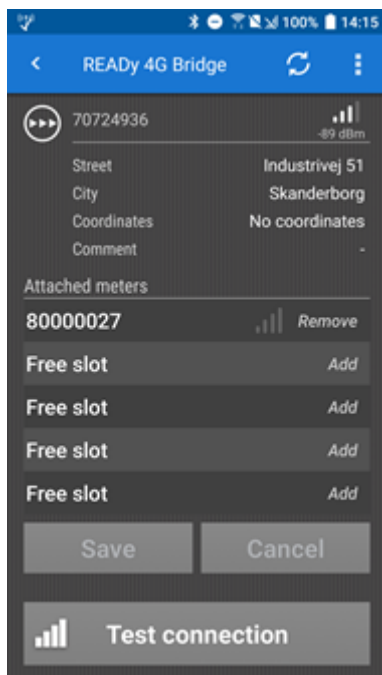 100% 14:15
READy 4G Bridge
70724936
-89 dBm
Street Industrivej 51
City Skanderborg
Coordinates No coordinates
Comment -
Attached meters
80000027 Remove
Free slot Add
Free slot Add
Free slot Add
Free slot Add
Save Cancel
Test connection